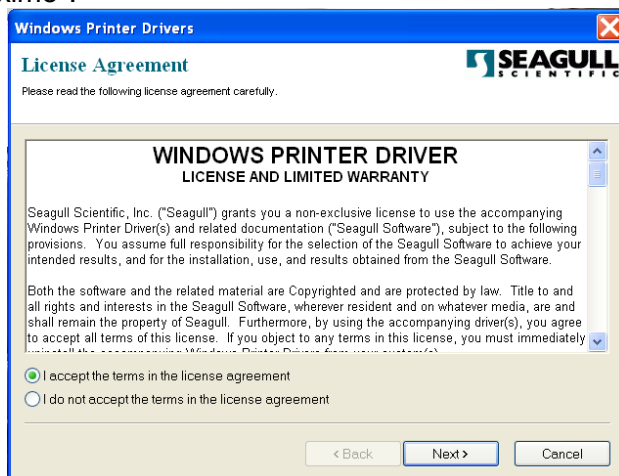 Windows Printer Drivers
License Agreement
Please read the following license agreement carefully.
SEAGULL
SCIENTIFIC
WINDOWS PRINTER DRIVER
LICENSE AND LIMITED WARRANTY
Seagull Scientific, Inc. ("Seagull") grants you a non-exclusive license to use the accompanying
Windows Printer Driver(s) and related documentation ("Seagull Software"), subject to the following
provisions. You assume full responsibility for the selection of the Seagull Software to achieve your
intended results, and for the installation, use, and results obtained from the Seagull Software.
Both the software and the related material are Copyrighted and are protected by law. Title to and
all rights and interests in the Seagull Software, wherever resident and on whatever media, are and
shall remain the property of Seagull. Furthermore, by using the accompanying driver(s), you agree
to accept all terms of this license. If you object to any terms in this license, you must immediately
I accept the terms in the license agreement
I do not accept the terms in the license agreement
< Back
Next >
Cancel